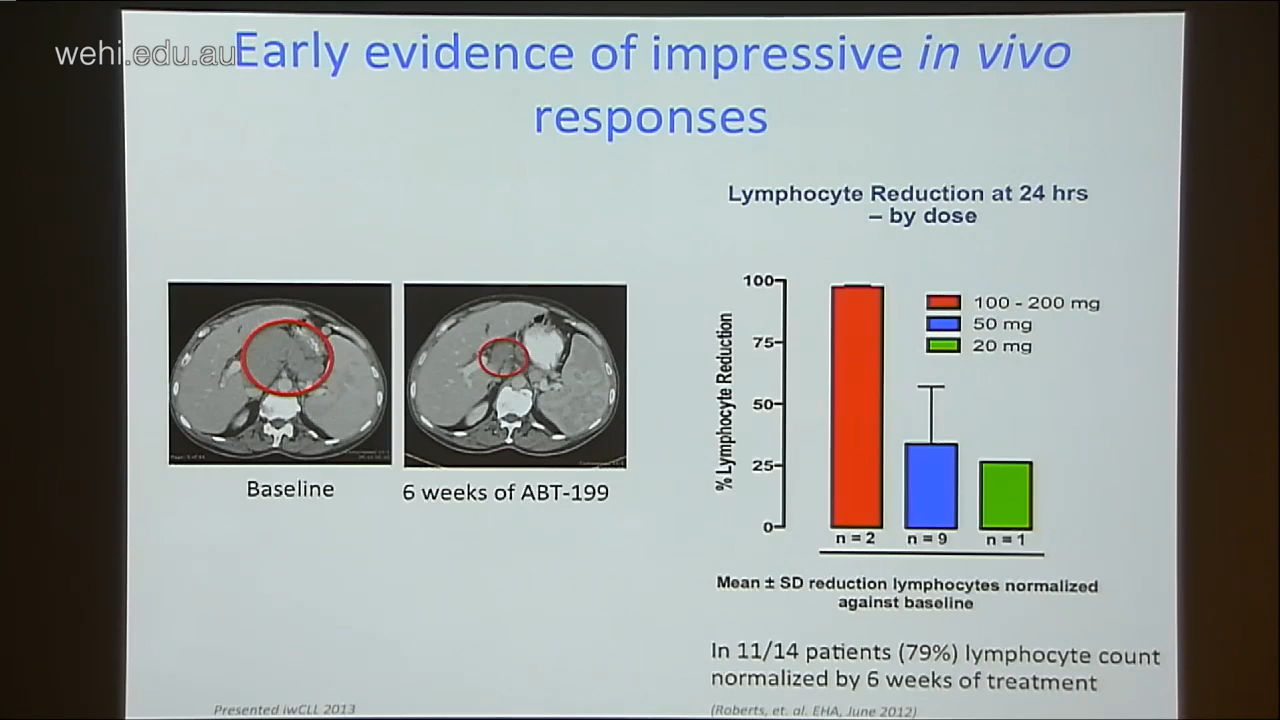 wehi.edu.au
Early evidence of impressive in vivo
responses
Lymphocyte Reduction at 24 hrs
– by dose
100
75
50
25
0
% Lymphocyte Reduction
100 - 200 mg
50 mg
20 mg
n = 2
n = 9
n = 1
Baseline
6 weeks of ABT-199
Mean ± SD reduction lymphocytes normalized
against baseline
In 11/14 patients (79%) lymphocyte count
normalized by 6 weeks of treatment
Presented iwCLL 2013
(Roberts, et. al. EHA, June 2012)